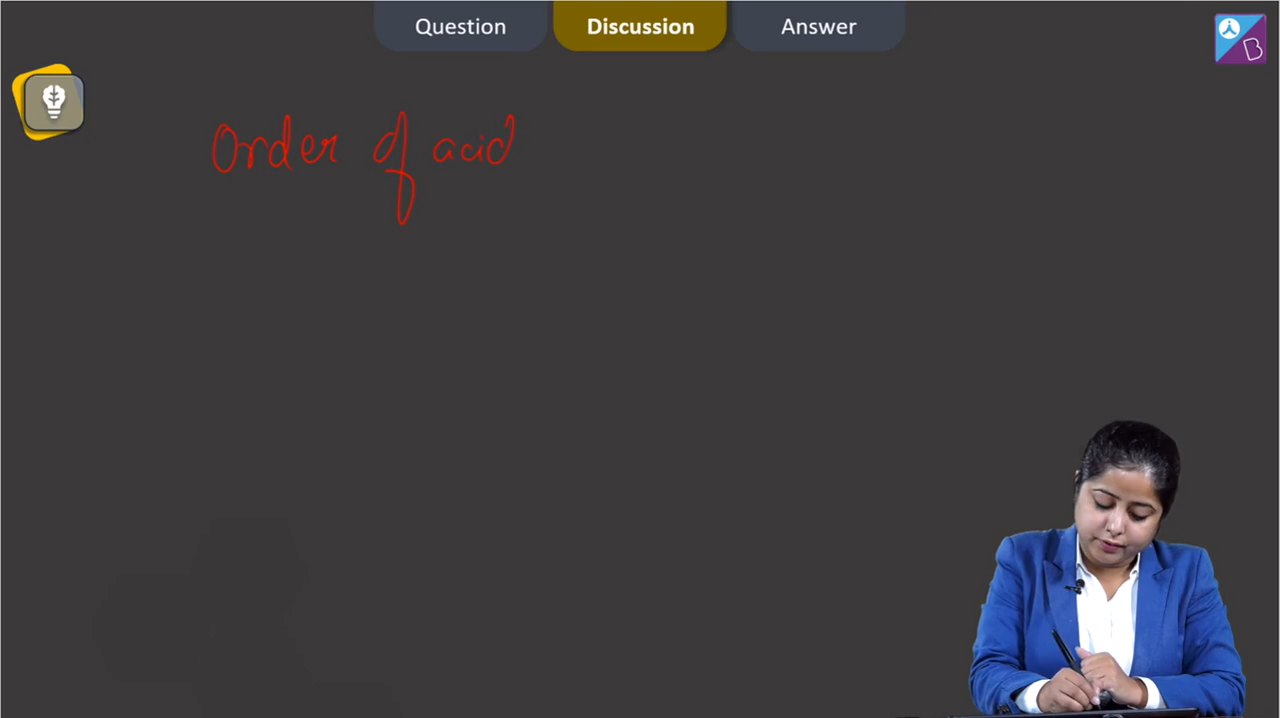 Question
Discussion
Answer
B
Order of acid